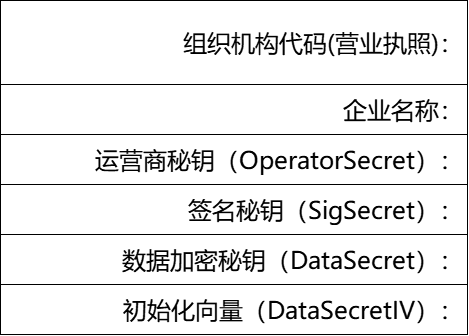 组织机构代码(营业执照)：
企业名称：
运营商秘钥（OperatorSecret）：
签名秘钥（SigSecret）：
数据加密秘钥（DataSecret）：
初始化向量（DataSecretIV）：